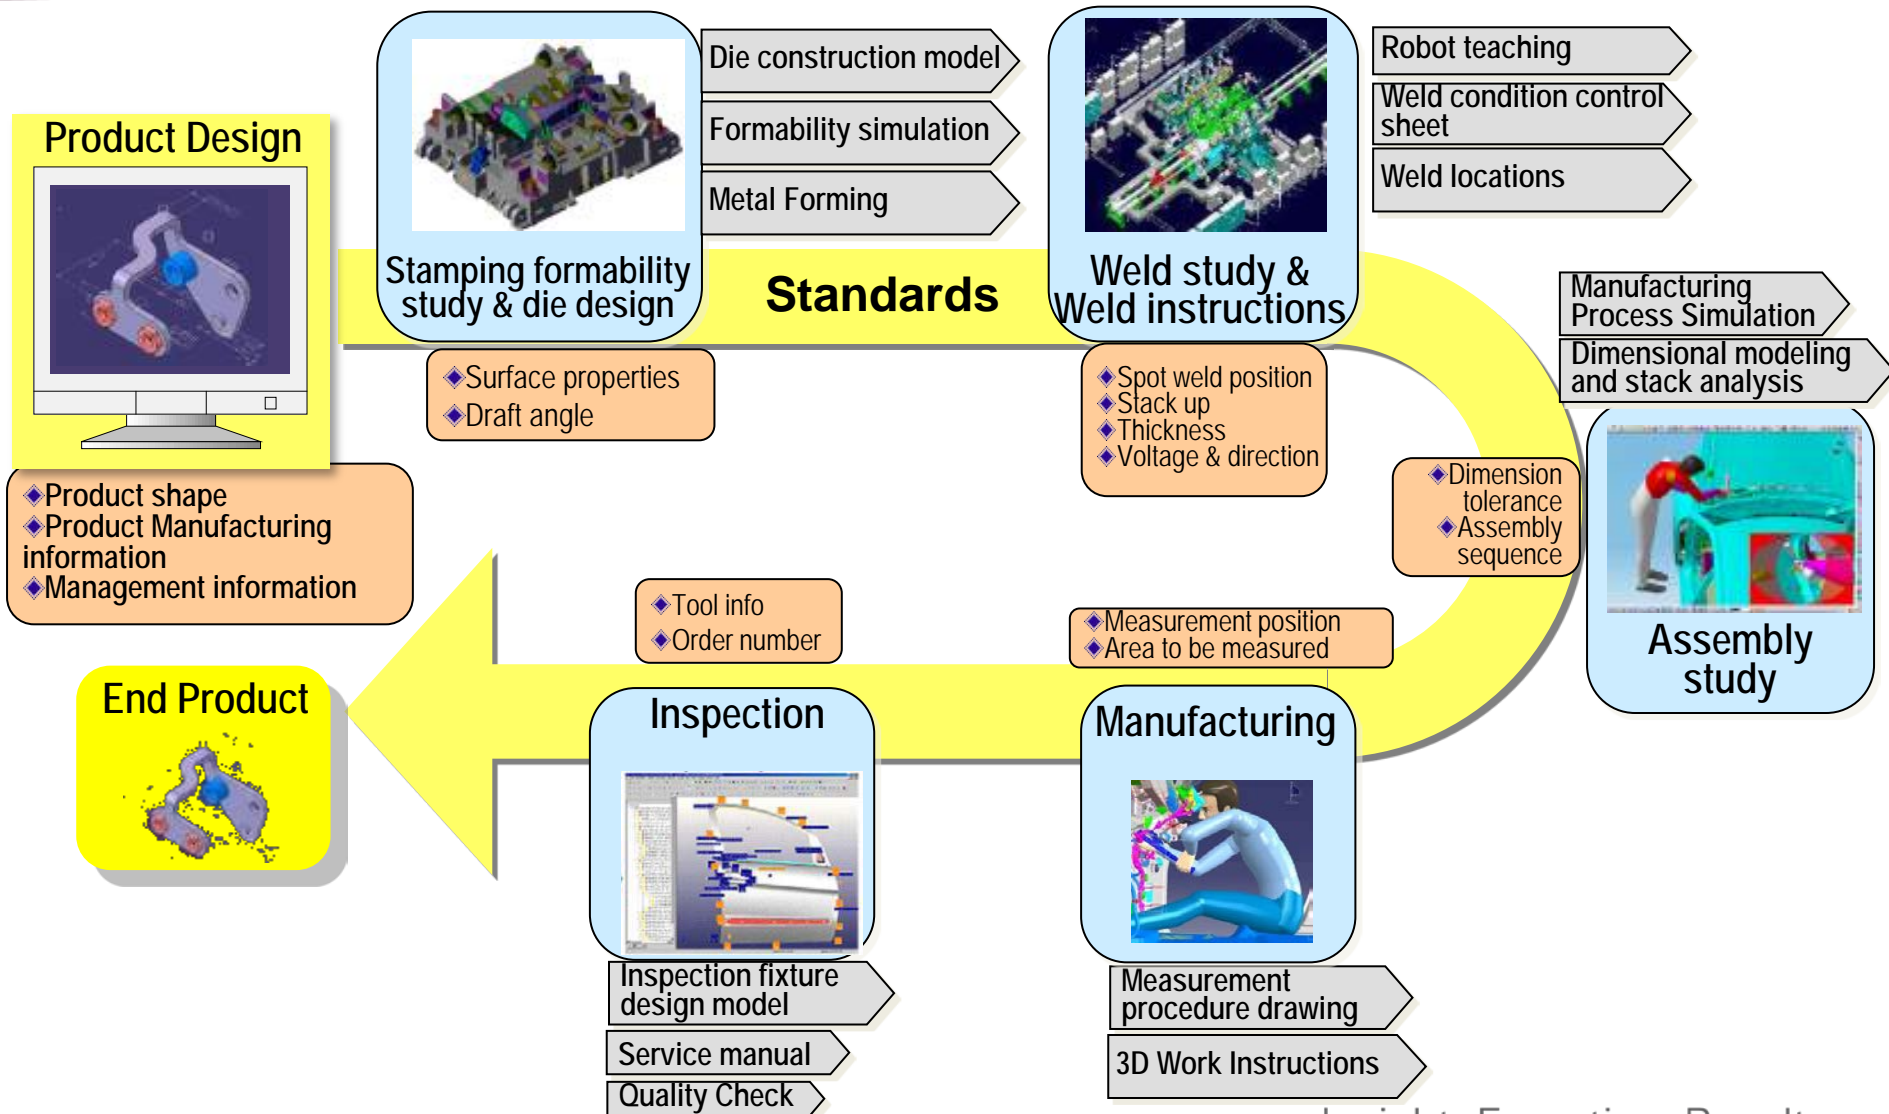 Product Design
Product shape
Product Manufacturing
information
Management information
Stamping formability
study & die design
Die construction model
Formability simulation
Metal Forming
Surface properties
Draft angle
Standards
Weld study &
Weld instructions
Robot teaching
Weld condition control
sheet
Weld locations
Spot weld position
Stack up
Thickness
Voltage & direction
Manufacturing
Process Simulation
Dimensional modeling
and stack analysis
Dimension
tolerance
Assembly
sequence
Assembly
study
Measurement position
Area to be measured
Manufacturing
Measurement
procedure drawing
3D Work Instructions
Tool info
Order number
Inspection
Inspection fixture
design model
Service manual
Quality Check
End Product